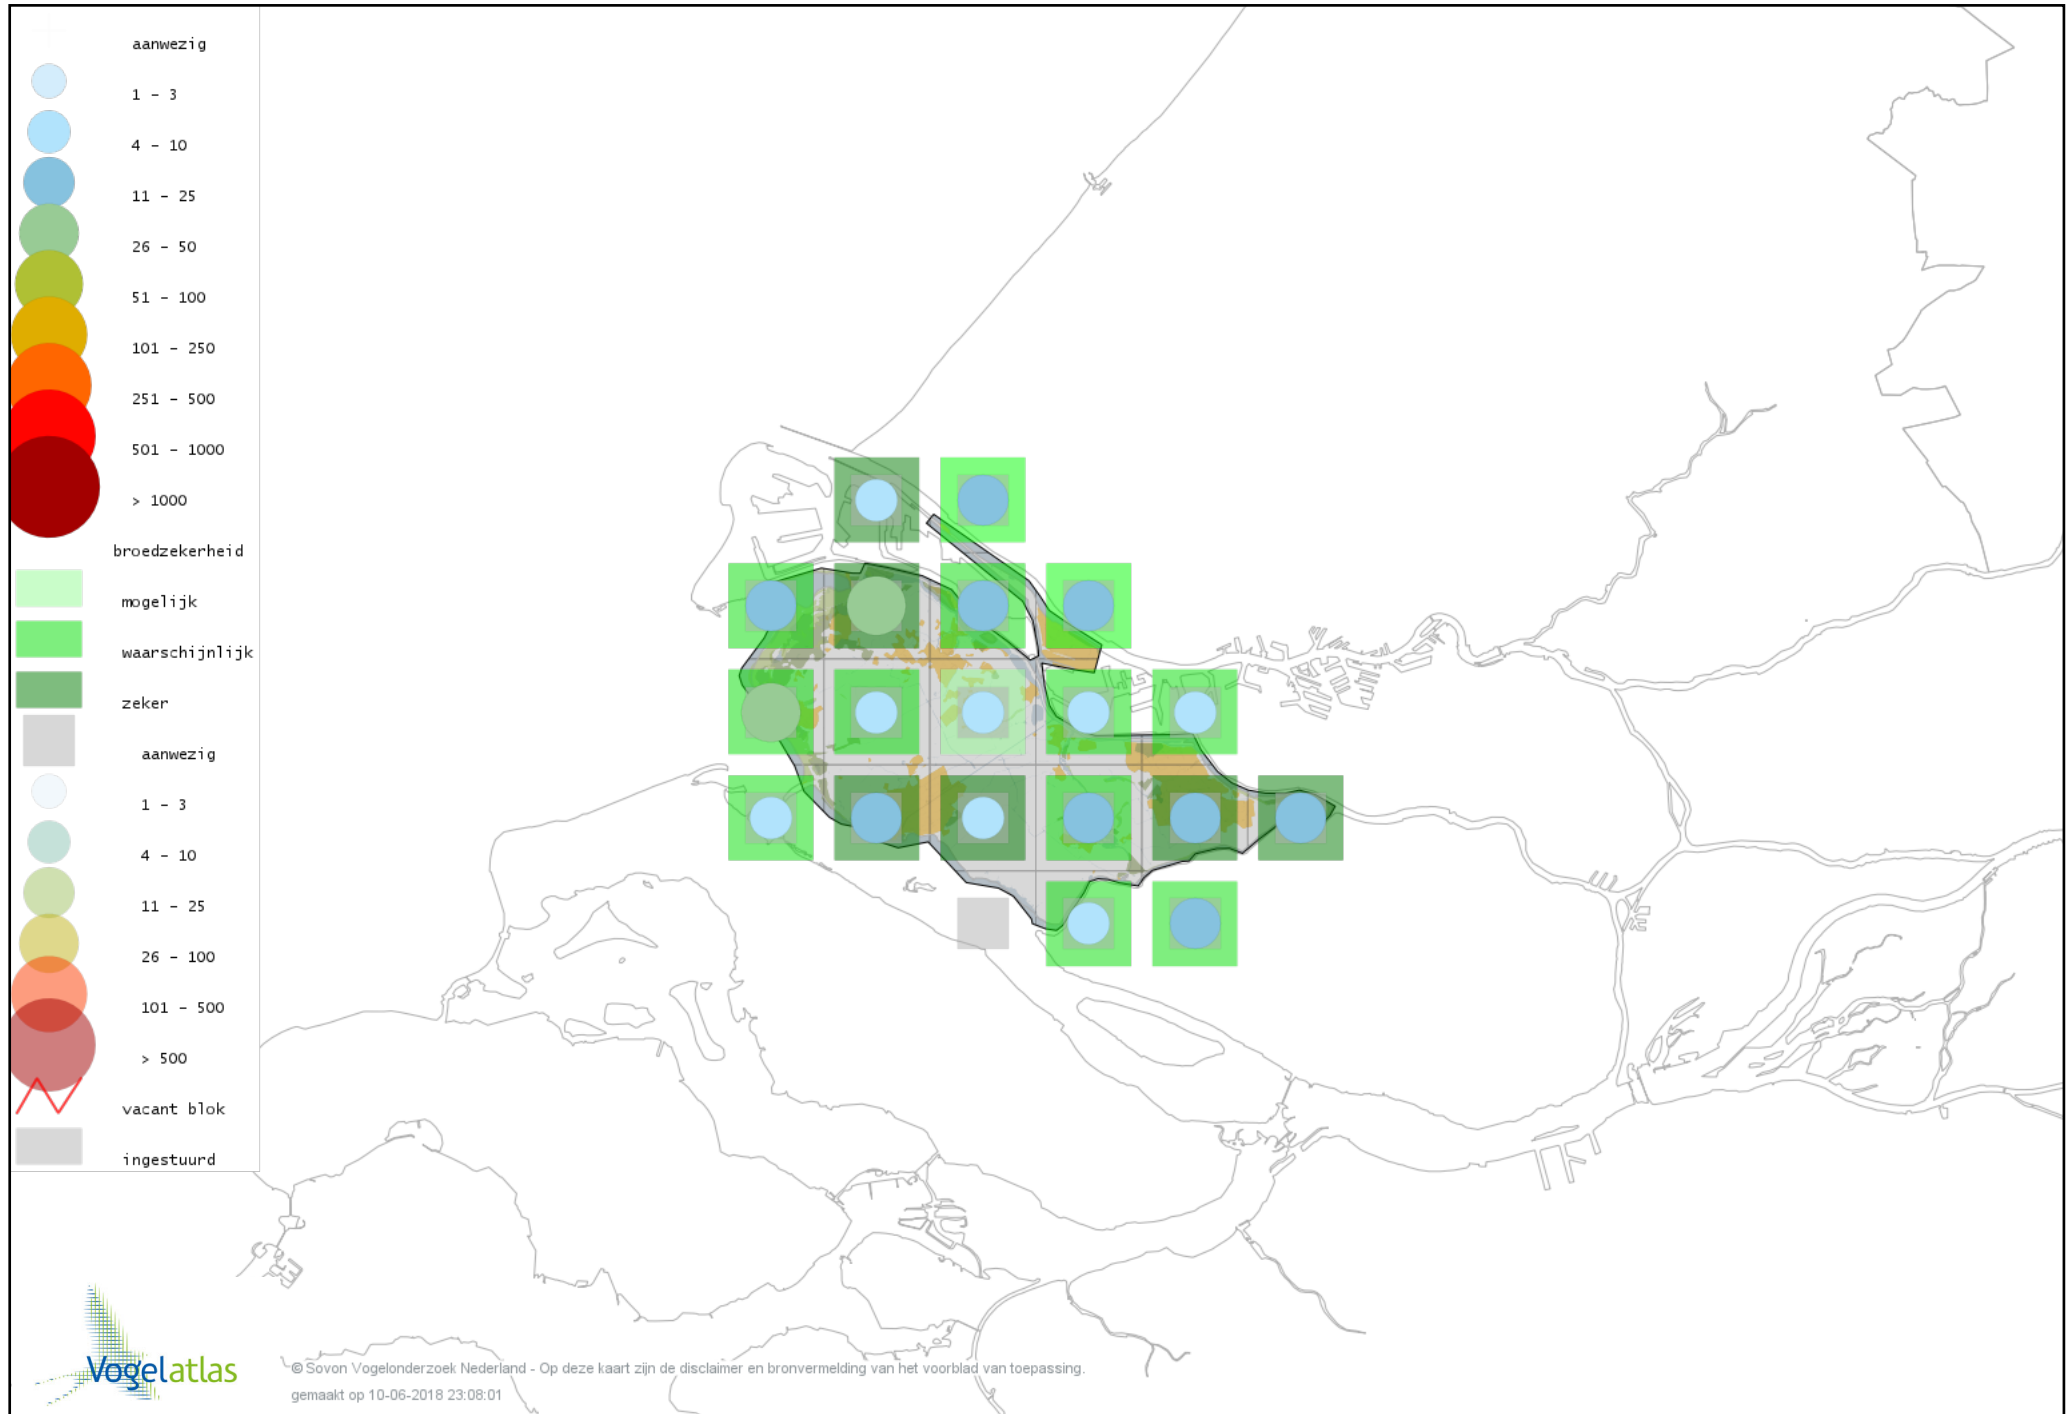 aanwezig
1 - 3
4 - 10
11 - 25
26 - 50
51 - 100
101 - 250
251 - 500
501 - 1000
> 1000
broedzekerheid
mogelijk
waarschijnlijk
zeker
aanwezig
1 - 3
4 - 10
11 - 25
26 - 100
101 - 500
> 500
vacant blok
ingestuurd
Vogelatlas
© Sovon Vogelonderzoek Nederland - Op deze kaart zijn de disclaimer en bronvermelding van het voorblad van toepassing.
gemaakt op 10-06-2018 23:08:01